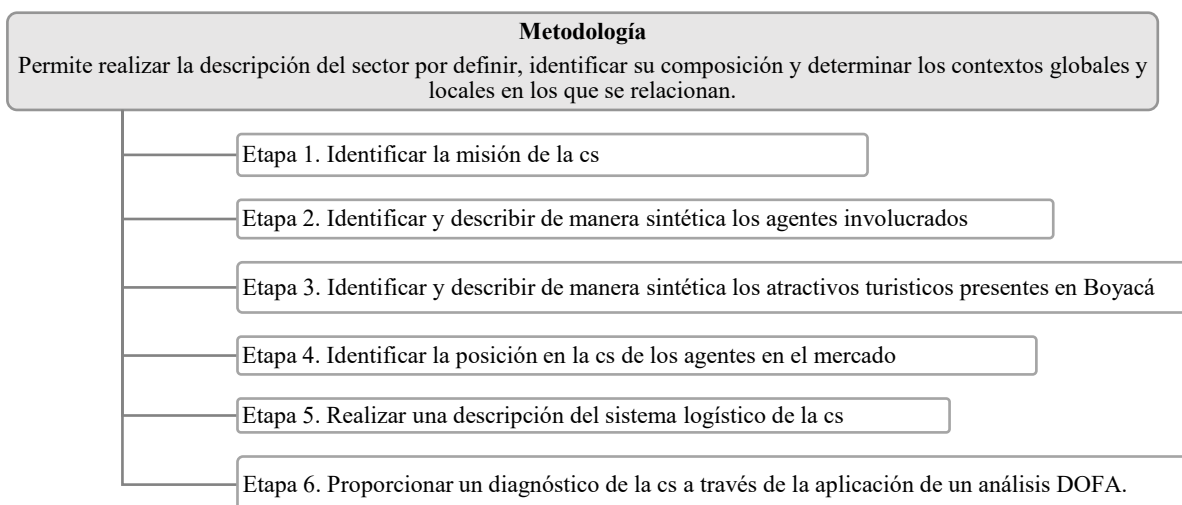 Metodología
Permite realizar la descripción del sector por definir, identificar su composición y determinar los contextos globales y
locales en los que se relacionan.
Etapa 1. Identificar la misión de la cs
Etapa 2. Identificar y describir de manera sintética los agentes involucrados
Etapa 3. Identificar y describir de manera sintética los atractivos turisticos presentes en Boyacá
Etapa 4. Identificar la posición en la cs de los agentes en el mercado
Etapa 5. Realizar una descripción del sistema logístico de la cs
Etapa 6. Proporcionar un diagnóstico de la cs a través de la aplicación de un análisis DOFA.